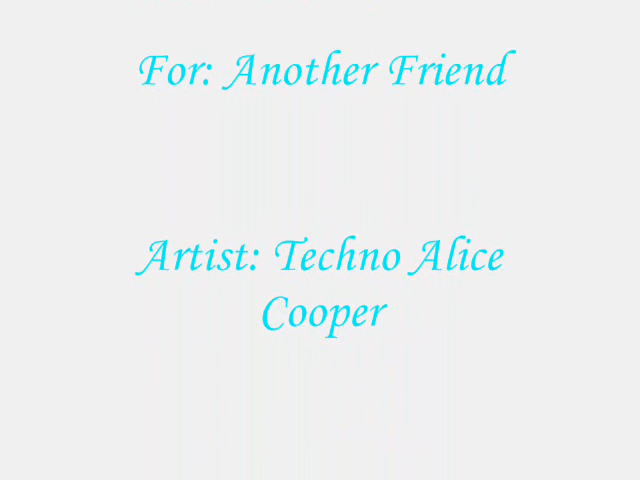 For: Another Friend
Artist: Techno Alice
Cooper